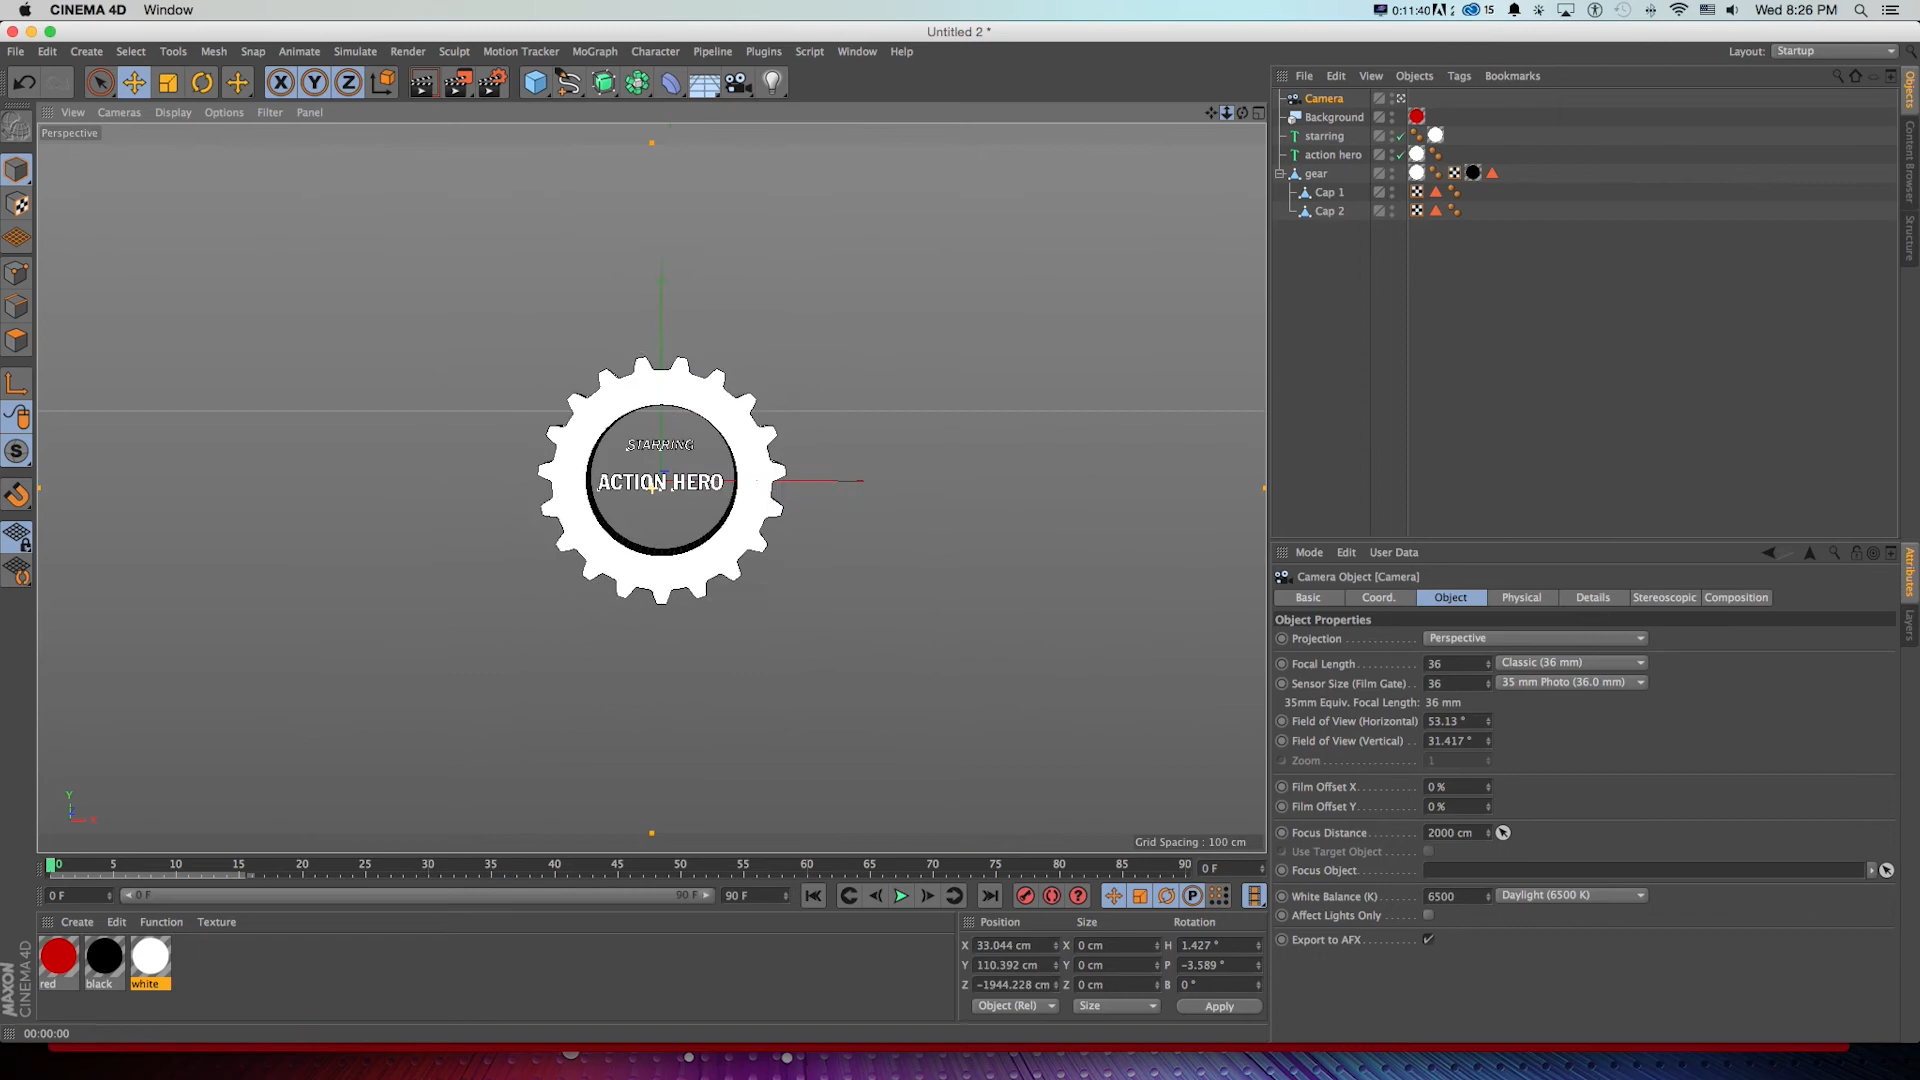 CINEMA 4D Window
0:11:40 2 15 Wed 8:26 PM
Untitled 2 *
File Edit Create Select Tools Mesh Snap Animate Simulate Render Sculpt Motion Tracker MoGraph Character Pipeline Plugins Script Window Help
Layout: Startup
X Y Z
View Cameras Display Options Filter Panel
Perspective
File Edit View Objects Tags Bookmarks
Camera
Background
starring
action hero
gear
Cap 1
Cap 2
Objects
Content Browser
Structure
STARRING
ACTION HERO
Y
X
Grid Spacing : 100 cm
Mode Edit User Data
Attributes
Layers
Camera Object [Camera]
Basic Coord. Object Physical Details Stereoscopic Composition
Object Properties
Projection Perspective
Focal Length 36 Classic (36 mm)
Sensor Size (Film Gate) 36 35 mm Photo (36.0 mm)
35mm Equiv. Focal Length: 36 mm
Field of View (Horizontal) 53.13 °
Field of View (Vertical) 31.417 °
Zoom 1
Film Offset X 0 %
Film Offset Y 0 %
Focus Distance 2000 cm
Use Target Object
Focus Object
White Balance (K) 6500 Daylight (6500 K)
Affect Lights Only
Export to AFX
0 5 10 15 20 25 30 35 40 45 50 55 60 65 70 75 80 85 90 0 F
0 F 0 F 90 F 90 F
Create Edit Function Texture
red black white
MAXON
CINEMA 4D
Position Size Rotation
X 33.044 cm X 0 cm H 1.427 °
Y 110.392 cm Y 0 cm P -3.589 °
Z -1944.228 cm Z 0 cm B 0 °
Object (Rel) Size Apply
00:00:00